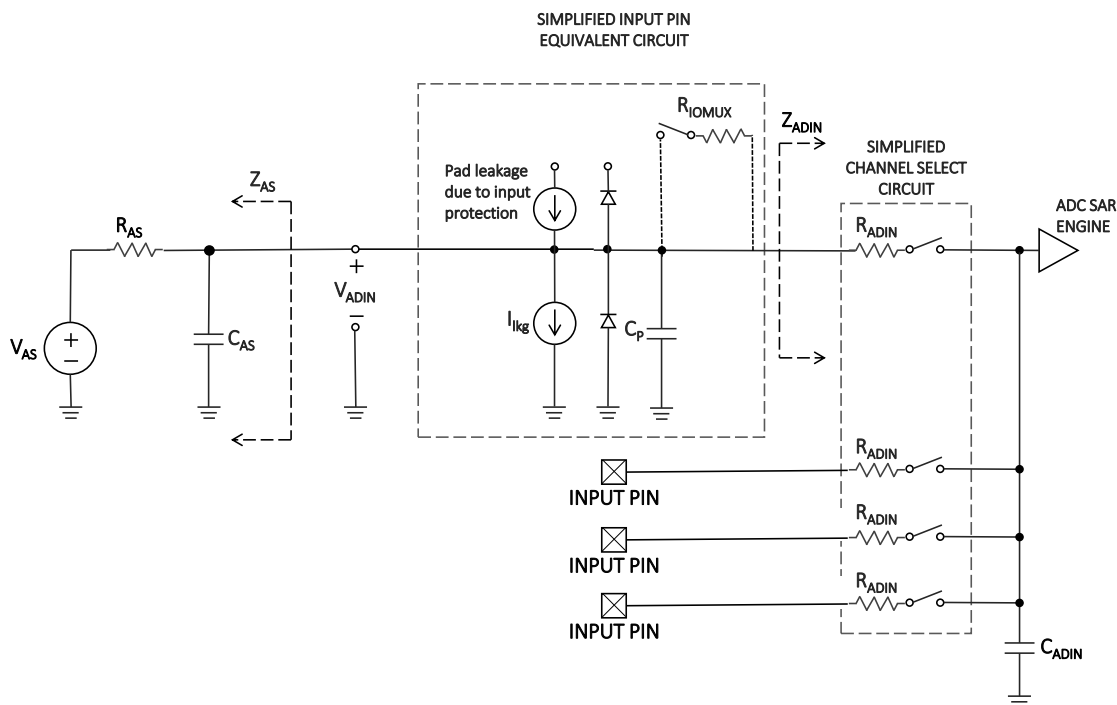 SIMPLIFIED INPUT PIN
EQUIVALENT CIRCUIT
RIOMUX
ZADIN
SIMPLIFIED
CHANNEL SELECT
CIRCUIT
Pad leakage
due to input
protection
ZAS
RAS
RADIN
ADC SAR
ENGINE
+
VADIN
−
Ilkg
CP
CAS
VAS
+
−
RADIN
INPUT PIN
RADIN
INPUT PIN
RADIN
INPUT PIN
CADIN